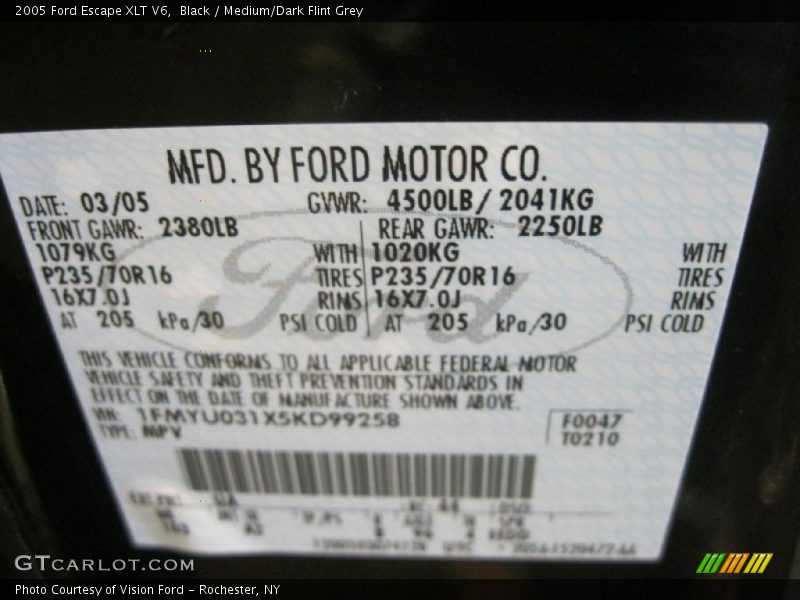 2005 Ford Escape XLT V6,  Black / Medium/Dark Flint Grey
MFD. BY FORD MOTOR CO.
DATE: 03/05 GVWR: 4500LB/ 2041KG
FRONT GAWR: 2380LB REAR GAWR: 2250LB
1079KG WITH 1020KG WITH
P235/70R16 TIRES P235/70R16 TIRES
16X7.0J RIMS 16X7.0J RIMS
AT 205 kPa/30 PSI COLD AT 205 kPa/30 PSI COLD
Ford
THIS VEHICLE CONFORMS TO ALL APPLICABLE FEDERAL MOTOR
VEHICLE SAFETY AND THEFT PREVENTION STANDARDS IN
EFFECT ON THE DATE OF MANUFACTURE SHOWN ABOVE.
VIN: 1FMYU031X5KD99258 F0047
TYPE: MPV T0210
UA
GTCARLOT.COM
Photo Courtesy of Vision Ford - Rochester, NY